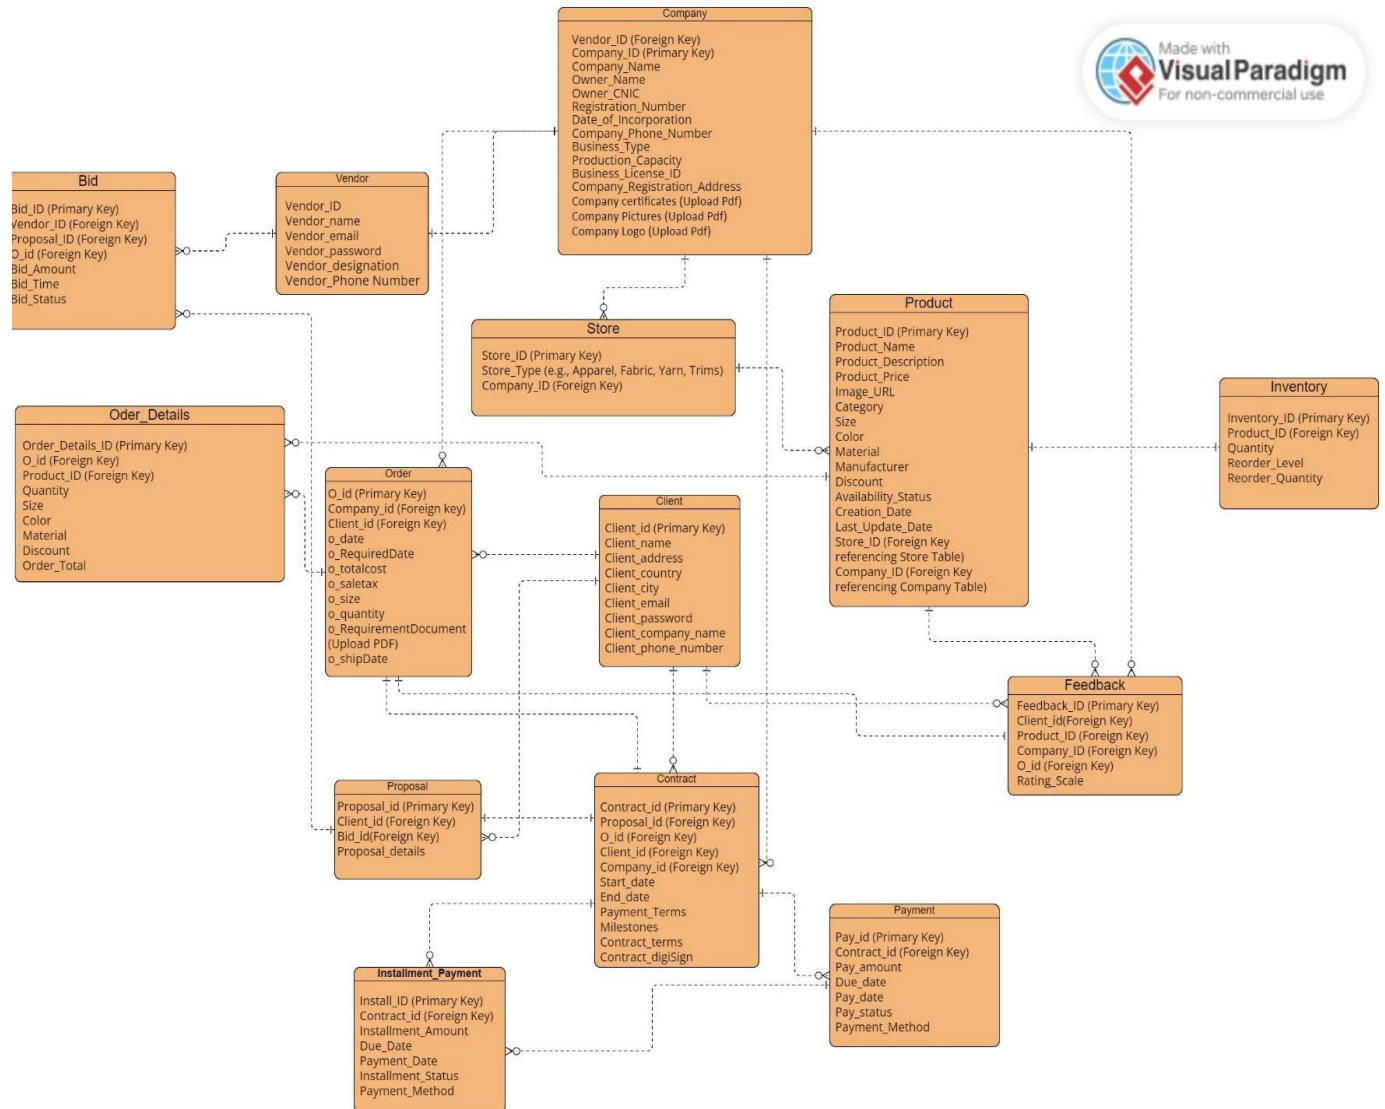 Company
Vendor_ID (Foreign Key)
Company_ID (Primary Key)
Company_Name
Owner_Name
Owner_CNIC
Registration_Number
Date_of_Incorporation
Company_Phone_Number
Business_Type
Production_Capacity
Business_License_ID
Company_Registration_Address
Company certificates (Upload Pdf)
Company Pictures (Upload Pdf)
Company Logo (Upload Pdf)
Made with
Visual Paradigm
For non-commercial use
Bid
Bid_ID (Primary Key)
Vendor_ID (Foreign Key)
Proposal_ID (Foreign Key)
O_id (Foreign Key)
Bid_Amount
Bid_Time
Bid_Status
Vendor
Vendor_ID
Vendor_name
Vendor_email
Vendor_password
Vendor_designation
Vendor_Phone Number
Store
Store_ID (Primary Key)
Store_Type (e.g., Apparel, Fabric, Yarn, Trims)
Company_ID (Foreign Key)
Product
Product_ID (Primary Key)
Product_Name
Product_Description
Product_Price
Image_URL
Category
Size
Color
Material
Manufacturer
Discount
Availability_Status
Creation_Date
Last_Update_Date
Store_ID (Foreign Key
referencing Store Table)
Company_ID (Foreign Key
referencing Company Table)
Inventory
Inventory_ID (Primary Key)
Product_ID (Foreign Key)
Quantity
Reorder_Level
Reorder_Quantity
Oder_Details
Order_Details_ID (Primary Key)
O_id (Foreign Key)
Product_ID (Foreign Key)
Quantity
Size
Color
Material
Discount
Order_Total
Order
O_id (Primary Key)
Company_id (Foreign key)
Client_id (Foreign Key)
o_date
o_RequiredDate
o_totalcost
o_saletax
o_size
o_quantity
o_RequirementDocument
(Upload PDF)
o_shipDate
Client
Client_id (Primary Key)
Client_name
Client_address
Client_country
Client_city
Client_email
Client_password
Client_company_name
Client_phone_number
Feedback
Feedback_ID (Primary Key)
Client_id(Foreign Key)
Product_ID (Foreign Key)
Company_ID (Foreign Key)
O_id (Foreign Key)
Rating_Scale
Proposal
Proposal_id (Primary Key)
Client_id (Foreign Key)
Bid_id(Foreign Key)
Proposal_details
Contract
Contract_id (Primary Key)
Proposal_id (Foreign Key)
O_id (Foreign Key)
Client_id (Foreign Key)
Company_id (Foreign Key)
Start_date
End_date
Payment_Terms
Milestones
Contract_terms
Contract_digiSign
Payment
Pay_id (Primary Key)
Contract_id (Foreign Key)
Pay_amount
Due_date
Pay_date
Pay_status
Payment_Method
Installment_Payment
Install_ID (Primary Key)
Contract_id (Foreign Key)
Installment_Amount
Due_Date
Payment_Date
Installment_Status
Payment_Method